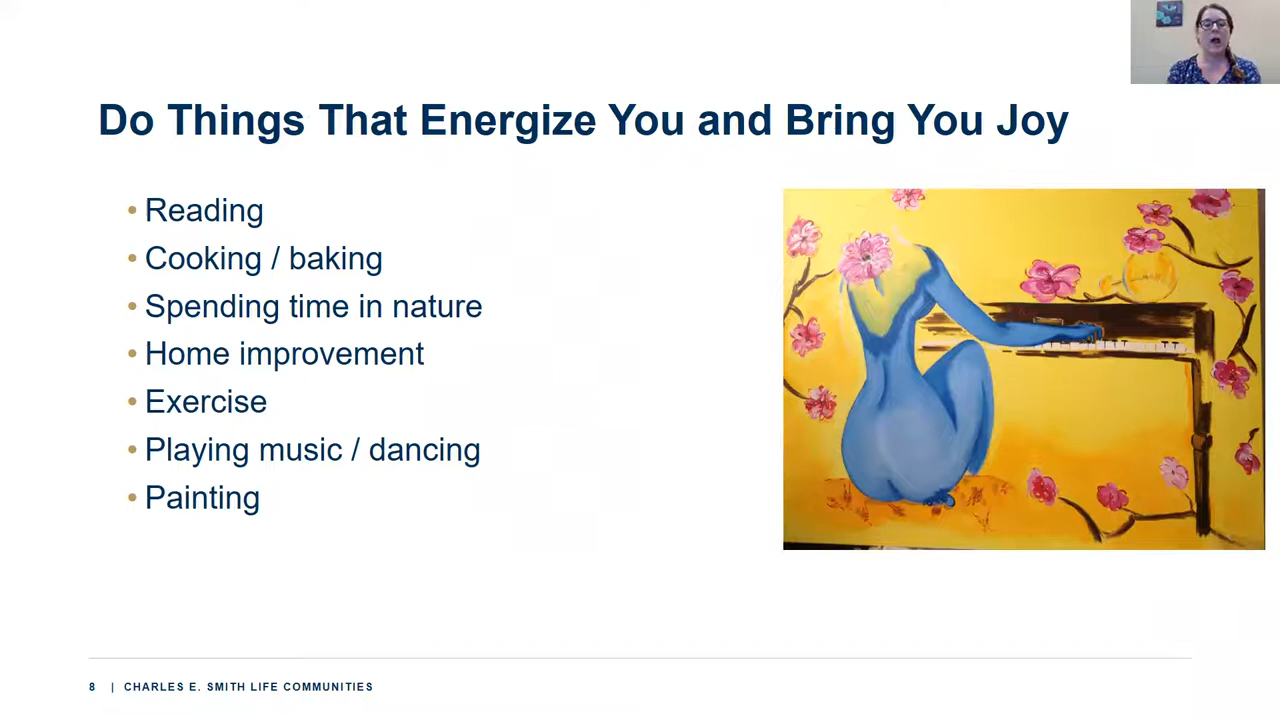 Do Things That Energize You and Bring You Joy
• Reading
• Cooking / baking
• Spending time in nature
• Home improvement
• Exercise
• Playing music / dancing
• Painting
8 | CHARLES E. SMITH LIFE COMMUNITIES